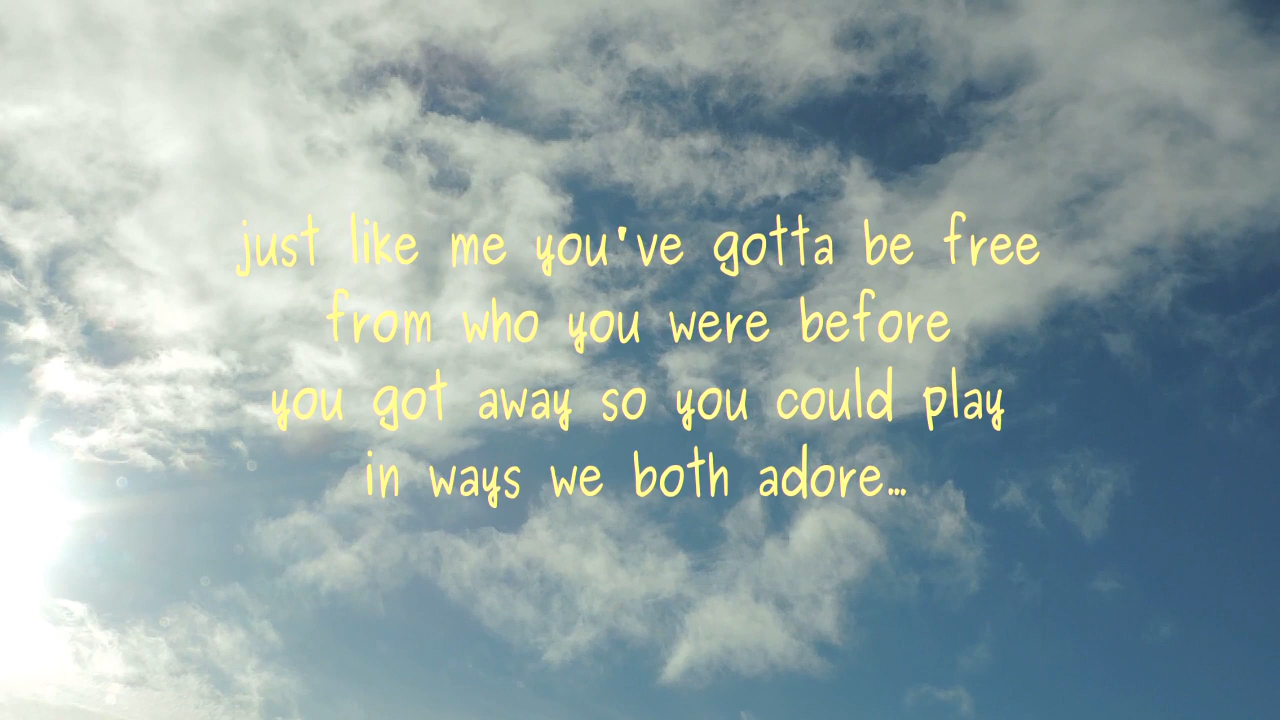 just like me you've gotta be free
from who you were before
you got away so you could play
in ways we both adore...